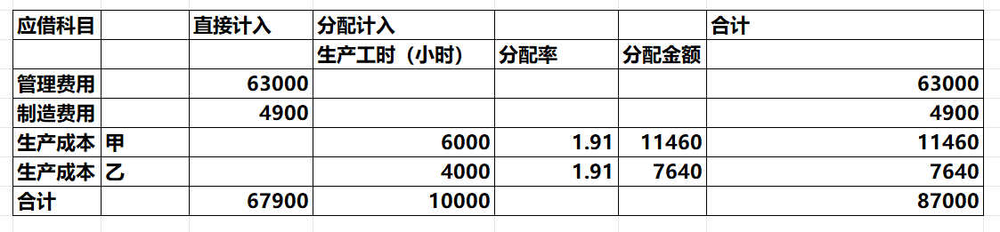 应借科目 直接计入 分配计入 合计
生产工时（小时） 分配率 分配金额
管理费用 63000 63000
制造费用 4900 4900
生产成本 甲 6000 1.91 11460 11460
生产成本 乙 4000 1.91 7640 7640
合计 67900 10000 87000